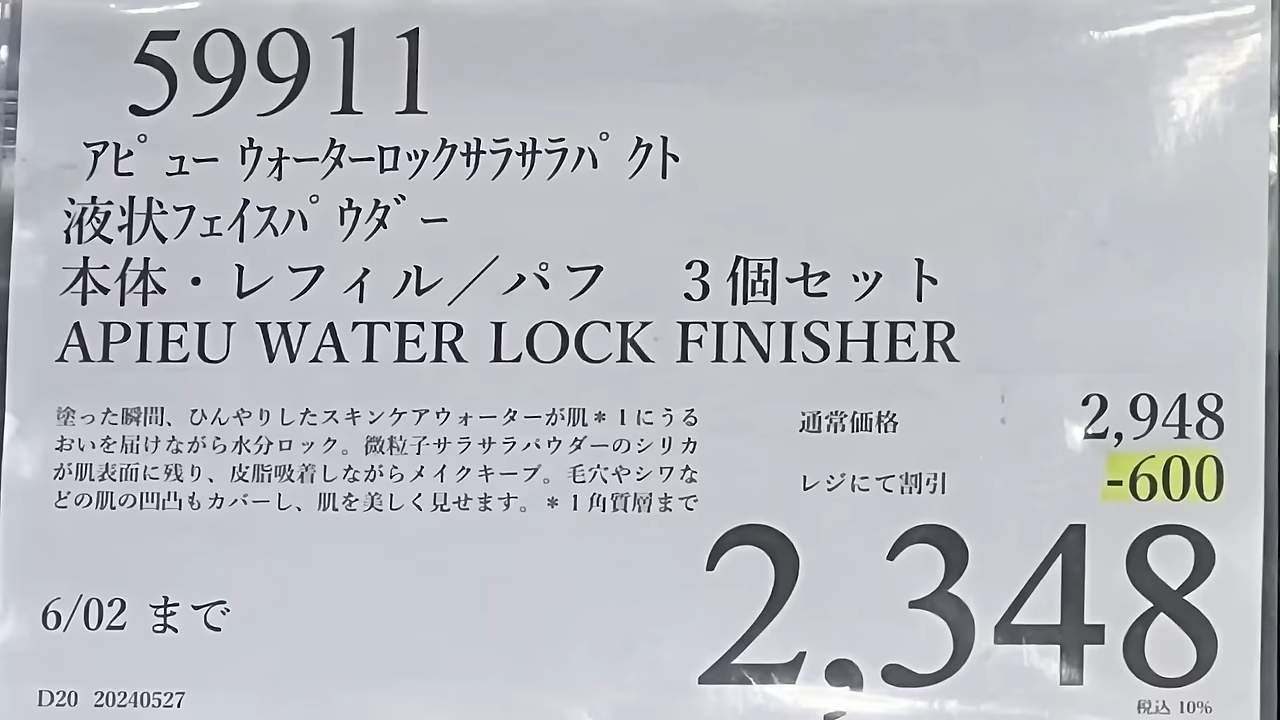 59911
アピュー ウォーターロックサラサラパクト
液状フェイスパウダー
本体・レフィル／パフ　3個セット
APIEU WATER LOCK FINISHER
塗った瞬間、ひんやりしたスキンケアウォーターが肌＊1にうる
おいを届けながら水分ロック。微粒子サラサラパウダーのシリカ
が肌表面に残り、皮脂吸着しながらメイクキープ。毛穴やシワな
どの肌の凹凸もカバーし、肌を美しく見せます。＊1角質層まで
通常価格 2,948
レジにて割引 -600
2,348
6/02 まで
D20 20240527
税込 10%